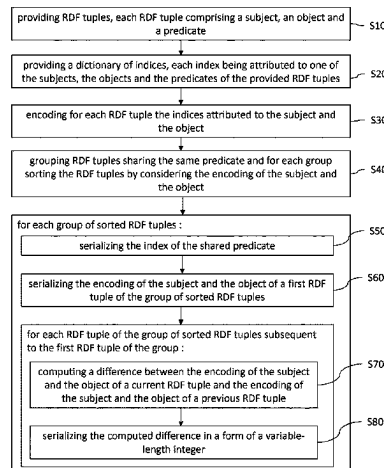 providing RDF tuples, each RDF tuple comprising a subject, an object and
a predicate
S10
providing a dictionary of indices, each index being attributed to one of
the subjects, the objects and the predicates of the provided RDF tuples
S20
encoding for each RDF tuple the indices attributed to the subject and
the object
S30
grouping RDF tuples sharing the same predicate and for each group
sorting the RDF tuples by considering the encoding of the subject and
the object
S40
for each group of sorted RDF tuples :
serializing the index of the shared predicate
S50
serializing the encoding of the subject and the object of a first RDF
tuple of the group of sorted RDF tuples
S60
for each RDF tuple of the group of sorted RDF tuples subsequent
to the first RDF tuple of the group :
computing a difference between the encoding of the subject
and the object of a current RDF tuple and the encoding of
the subject and the object of a previous RDF tuple
S70
serializing the computed difference in a form of a variable-
length integer
S80